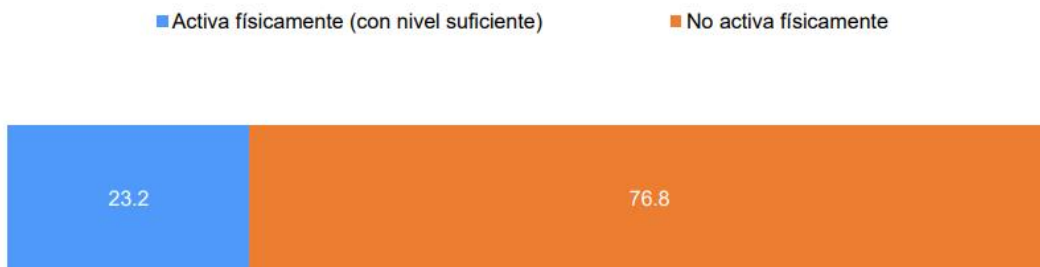 Activa físicamente (con nivel suficiente) No activa físicamente
23.2 76.8